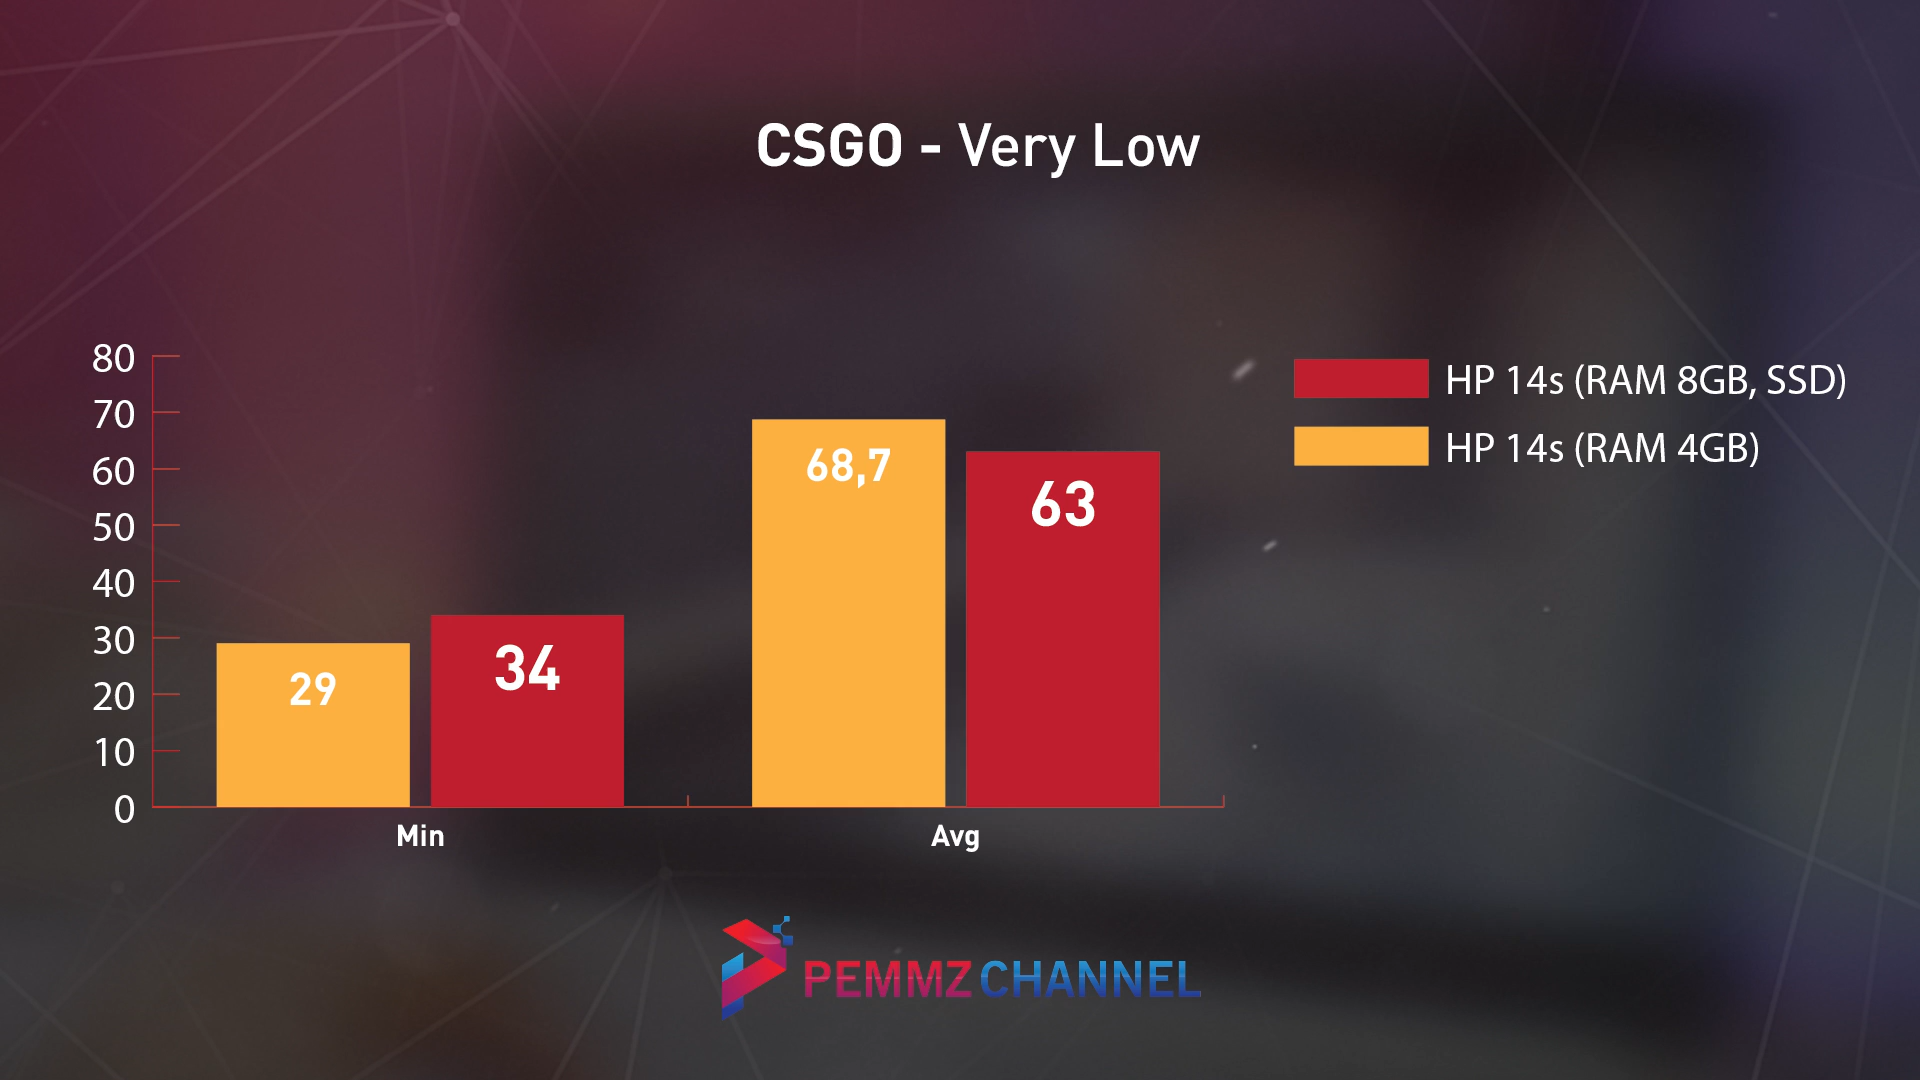 CSGO - Very Low
80
70
60
50
40
30
20
10
0
29
34
68,7
63
Min
Avg
HP 14s (RAM 8GB, SSD)
HP 14s (RAM 4GB)
PEMMZ CHANNEL